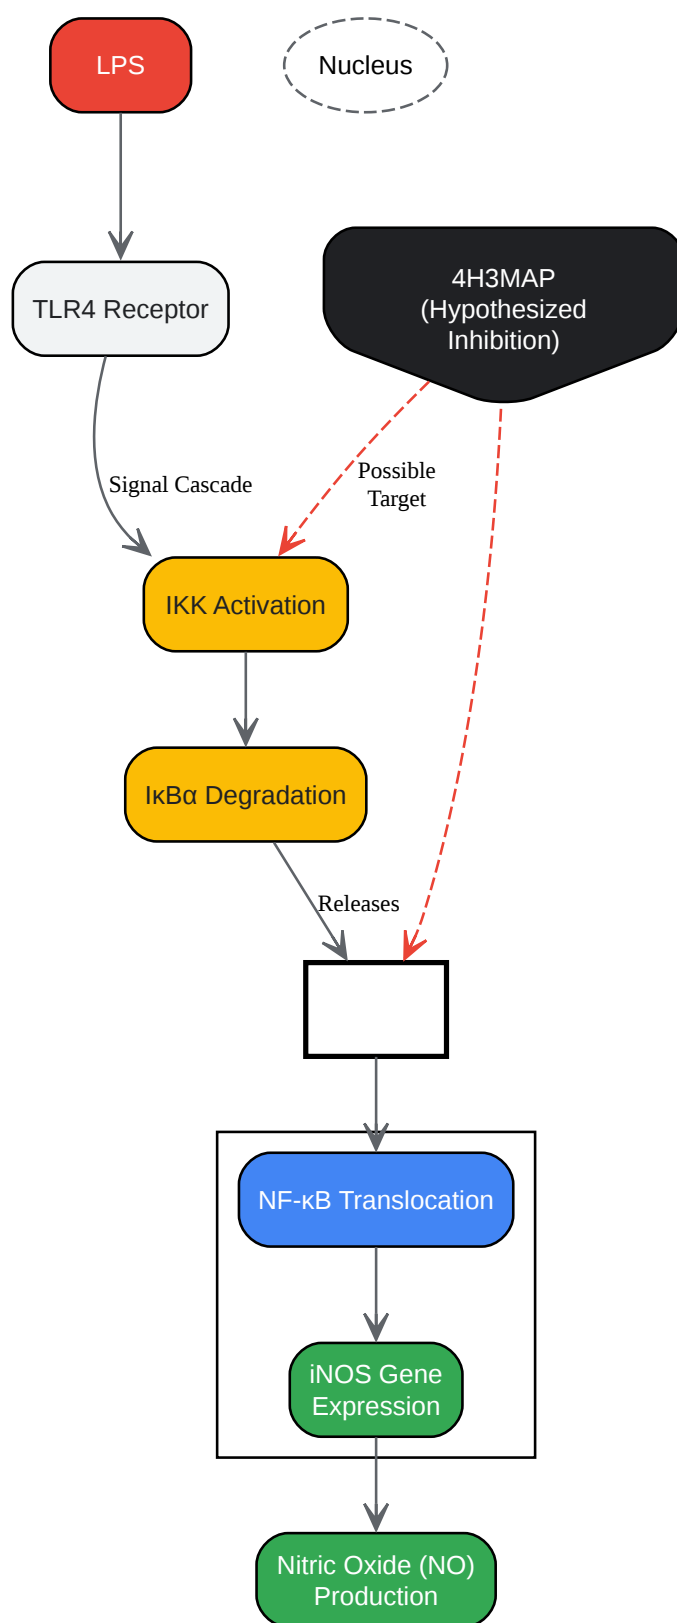 LPS
Nucleus
TLR4 Receptor
4H3MAP
(Hypothesized
Inhibition)
Signal Cascade
Possible
Target
IKK Activation
IκBα Degradation
Releases
NF-κB Translocation
iNOS Gene
Expression
Nitric Oxide (NO)
Production